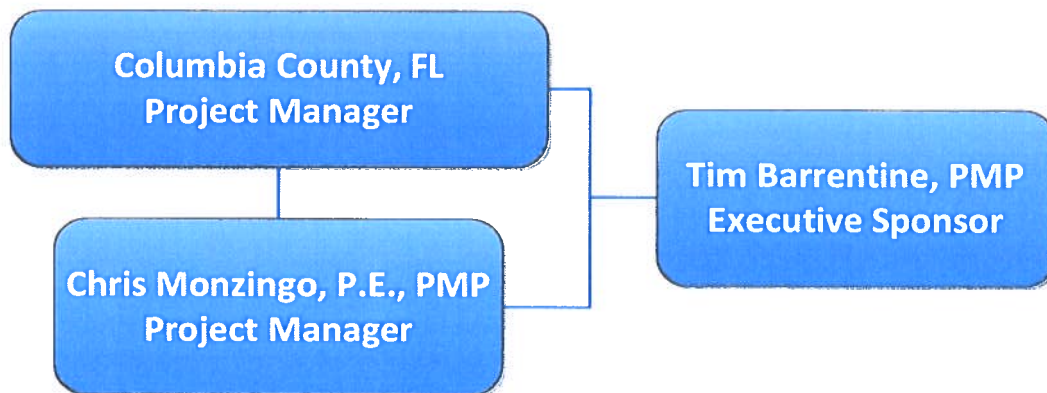 Columbia County, FL
Project Manager
Chris Monzingo, P.E., PMP
Project Manager
Tim Barrentine, PMP
Executive Sponsor